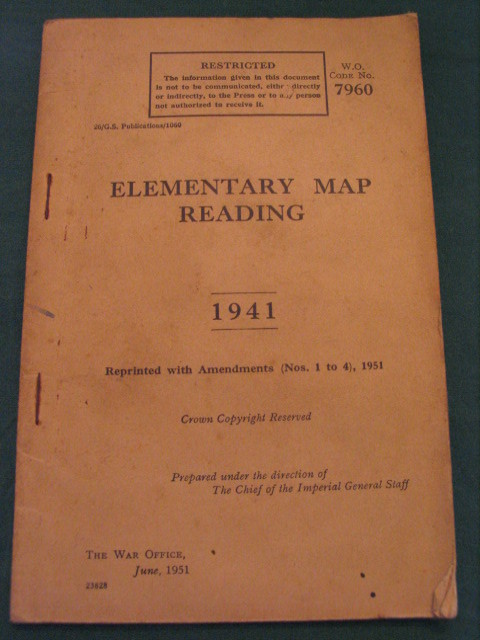 RESTRICTED
The information given in this document
is not to be communicated, either directly
or indirectly, to the Press or to any person
not authorized to receive it.
W.O.
CODE NO.
7960
26/G.S. Publications/1060
ELEMENTARY MAP
READING
1941
Reprinted with Amendments (Nos. 1 to 4), 1951
Crown Copyright Reserved
Prepared under the direction of
The Chief of the Imperial General Staff
THE WAR OFFICE,
June, 1951
23628